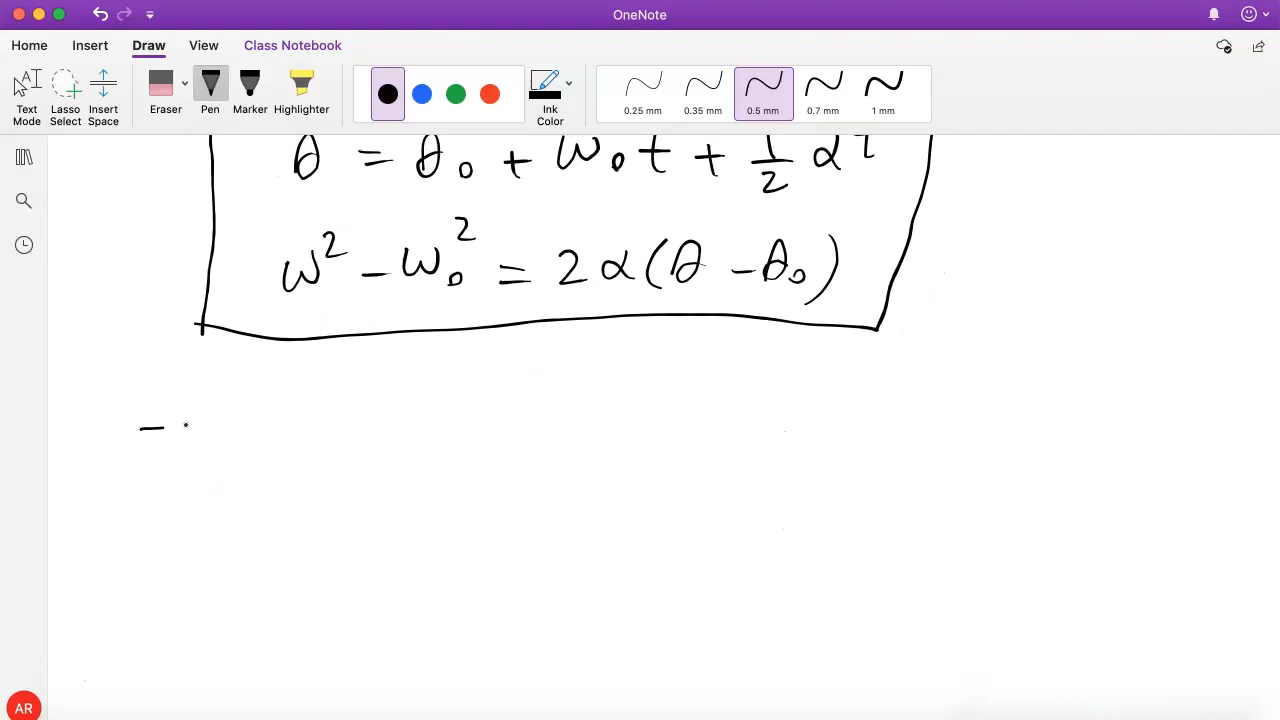 OneNote
Home Insert Draw View Class Notebook
Text Mode Lasso Select Insert Space Eraser Pen Marker Highlighter Ink Color 0.25 mm 0.35 mm 0.5 mm 0.7 mm 1 mm
θ = θ₀ + ω₀t + 1/2 αt
ω² - ω₀² = 2α(θ - θ₀)
-
AR